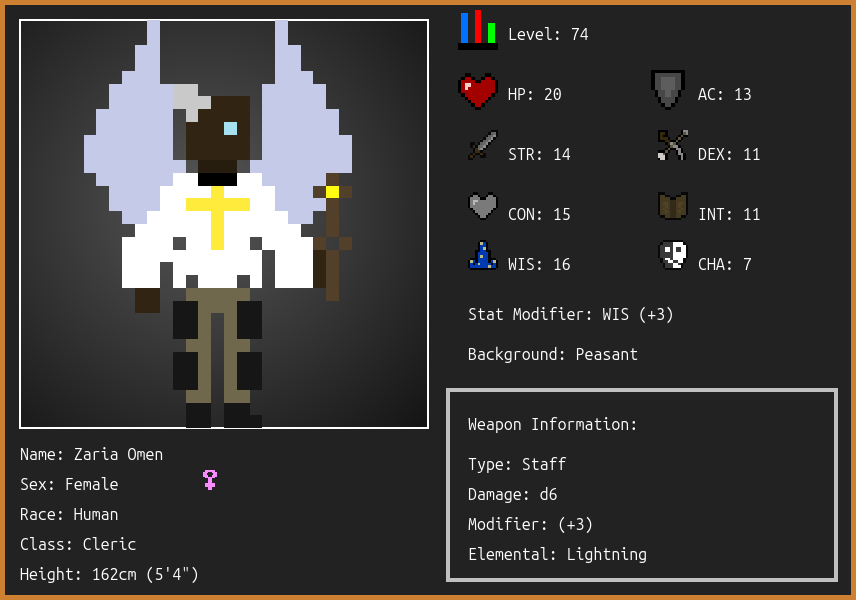 Level: 74
HP: 20
AC: 13
STR: 14
DEX: 11
CON: 15
INT: 11
WIS: 16
CHA: 7
Stat Modifier: WIS (+3)
Background: Peasant
Weapon Information:
Type: Staff
Damage: d6
Modifier: (+3)
Elemental: Lightning
Name: Zaria Omen
Sex: Female
Race: Human
Class: Cleric
Height: 162cm (5'4")